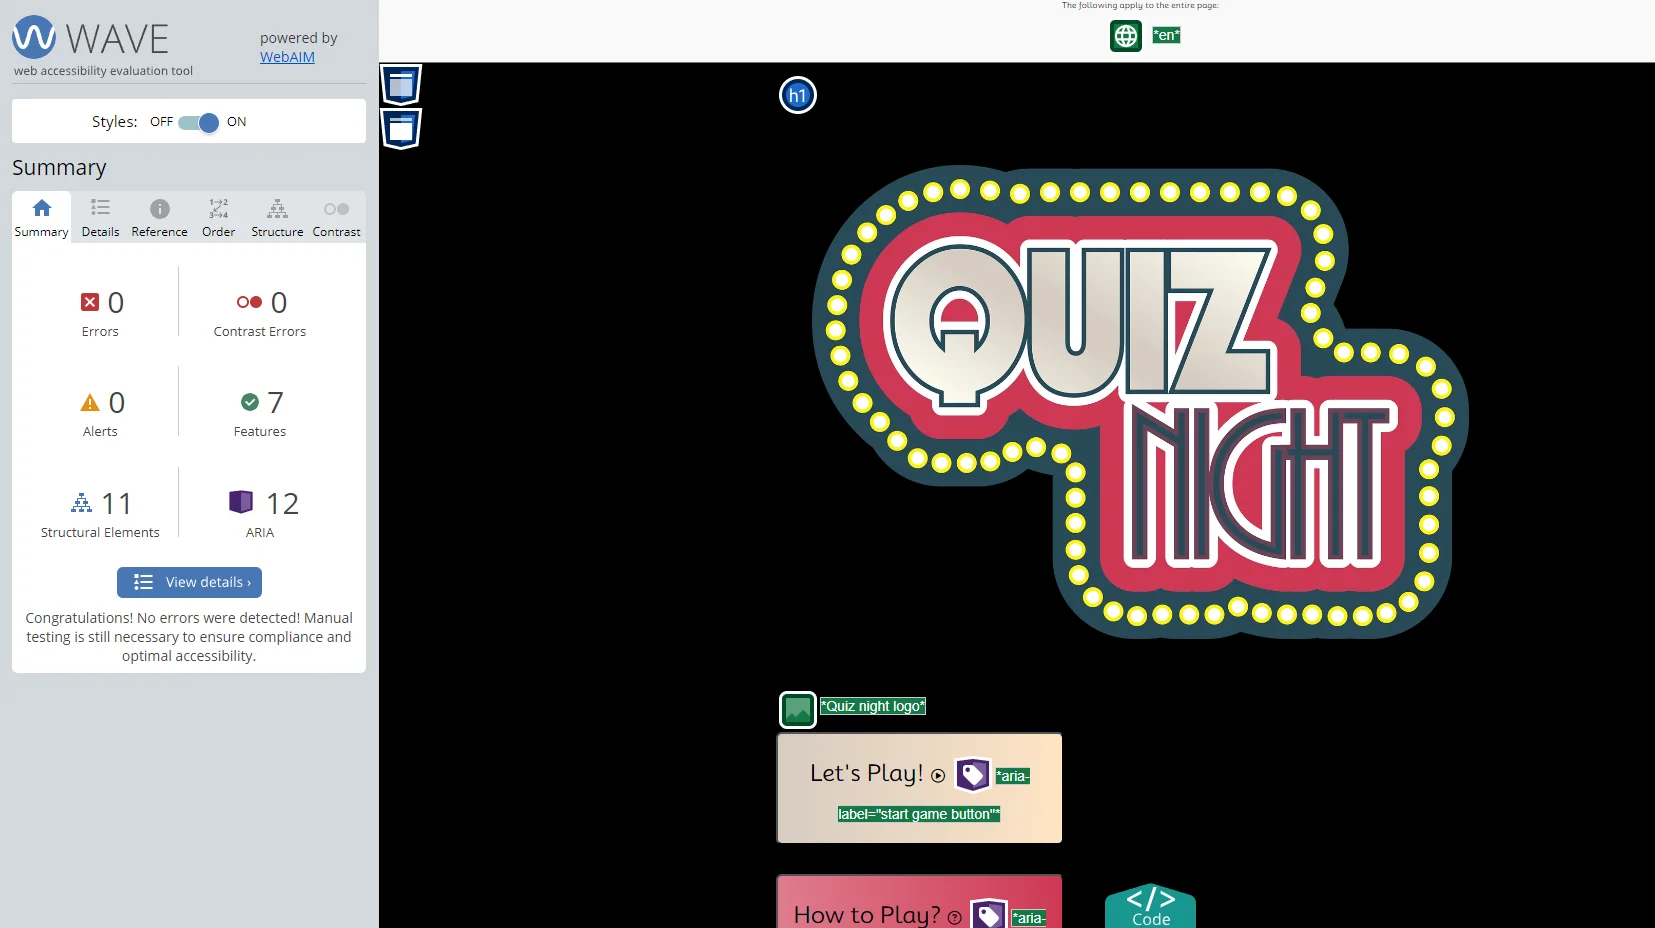 WAVE
powered by
WebAIM
web accessibility evaluation tool
Styles: OFF ON
Summary
Summary Details Reference Order Structure Contrast
0
Errors
0
Contrast Errors
0
Alerts
7
Features
11
Structural Elements
12
ARIA
View details ›
Congratulations! No errors were detected! Manual
testing is still necessary to ensure compliance and
optimal accessibility.
The following apply to the entire page:
*en*
h1
QUIZ
NIGHT
*Quiz night logo*
Let's Play! *aria-
label="start game button"*
How to Play? *aria-
</>
Code